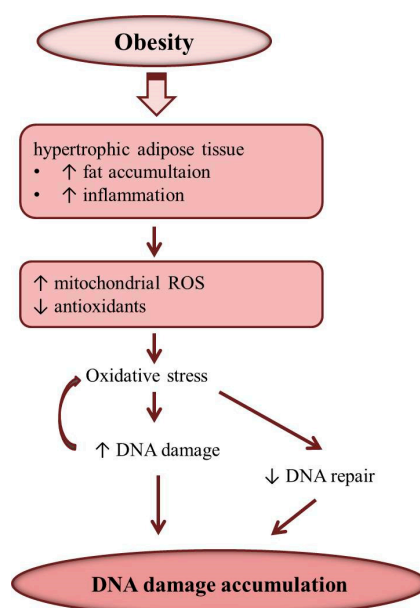 Obesity
hypertrophic adipose tissue
• ↑ fat accumultaion
• ↑ inflammation
↑ mitochondrial ROS
↓ antioxidants
Oxidative stress
↑ DNA damage
↓ DNA repair
DNA damage accumulation